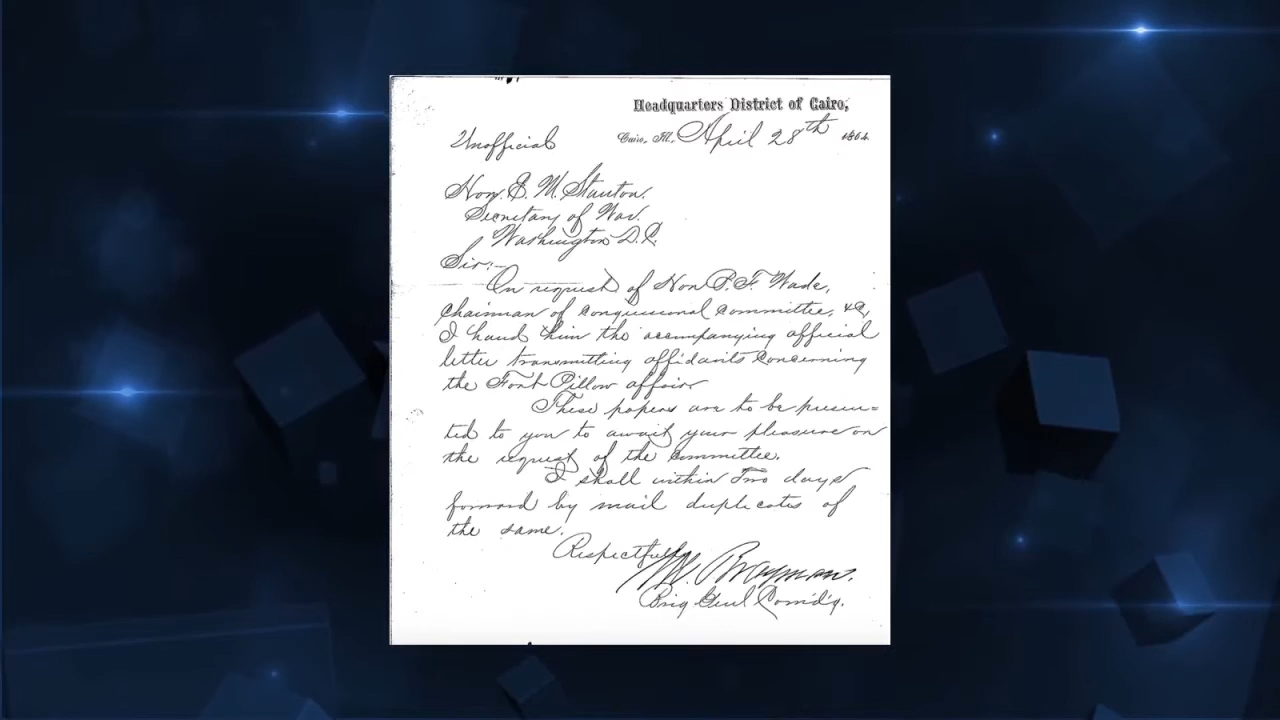 Headquarters District of Cairo,
Cairo, Ill., April 28th 1864
Unofficial
Hon. E. M. Stanton.
Secretary of War.
Washington D.C.
Sir:-
On request of Hon B.F. Wade,
Chairman of Congressional Committee, &c,
I hand him the accompanying official
letter transmitting affidavits concerning
the Fort Pillow affair
These papers are to be presen=
ted to you to await your pleasure on
the request of the Committee.
I shall within two days
forward by mail duplicates of
the same.
Respectfully
M. Brayman.
Brig Genl Comd'g.